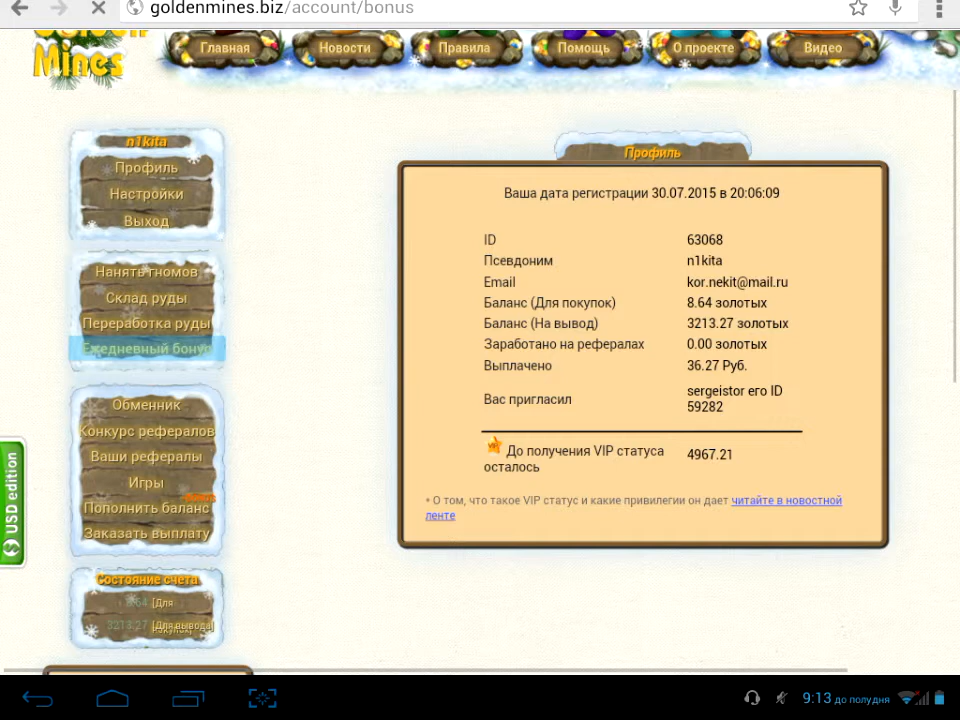 goldenmines.biz/account/bonus
Golden
Mines
Главная
Новости
Правила
Помощь
О проекте
Видео
n1kita
Профиль
Настройки
Выход
Нанять гномов
Склад руды
Переработка руды
Ежедневный бонус
Обменник
Конкурс рефералов
Ваши рефералы
Игры
Пополнить баланс
Заказать выплату
Состояние счета
8.64 [Для
покупок]
3213.27 [Для вывода]
USD edition
Профиль
Ваша дата регистрации 30.07.2015 в 20:06:09
ID 63068
Псевдоним n1kita
Email kor.nekit@mail.ru
Баланс (Для покупок) 8.64 золотых
Баланс (На вывод) 3213.27 золотых
Заработано на рефералах 0.00 золотых
Выплачено 36.27 Руб.
Вас пригласил sergeistor его ID
59282
До получения VIP статуса 4967.21
осталось
* О том, что такое VIP статус и какие привилегии он дает читайте в новостной
ленте
9:13 до полудня